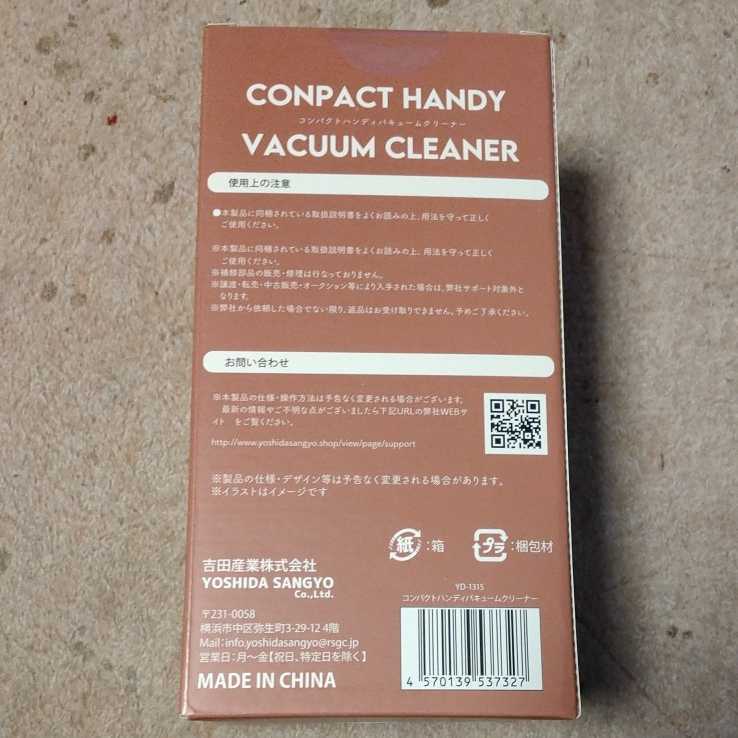 CONPACT HANDY
コンパクトハンディバキュームクリーナー
VACUUM CLEANER
使用上の注意
●本製品に同梱されている取扱説明書をよくお読みの上、用法を守って正しく
ご使用ください。
※本製品に同梱されている取扱説明書をよくお読みの上、用法を守って正しく
ご使用ください。
※補修部品の販売・修理は行なっておりません。
※譲渡・転売・中古販売・オークション等により入手された場合は、弊社サポート対象外と
なります。
※弊社から依頼した場合でない限り、返品はお受け取りできません。予めご了承ください。
お問い合わせ
※本製品の仕様・操作方法は予告なく変更される場合がございます。
最新の情報やご不明な点がございましたら下記URLの弊社WEBサ
イト をご覧ください。
http://www.yoshidasangyo.shop/view/page/support
※製品の仕様・デザイン等は予告なく変更される場合があります。
※イラストはイメージです
紙:箱
プラ:梱包材
吉田産業株式会社
YOSHIDA SANGYO
Co.,Ltd.
〒231-0058
横浜市中区弥生町3-29-12 4階
Mail:info.yoshidasangyo@rsgc.jp
営業日:月～金【祝日、特定日を除く】
MADE IN CHINA
YD-1315
コンパクトハンディバキュームクリーナー
4 570139 537327